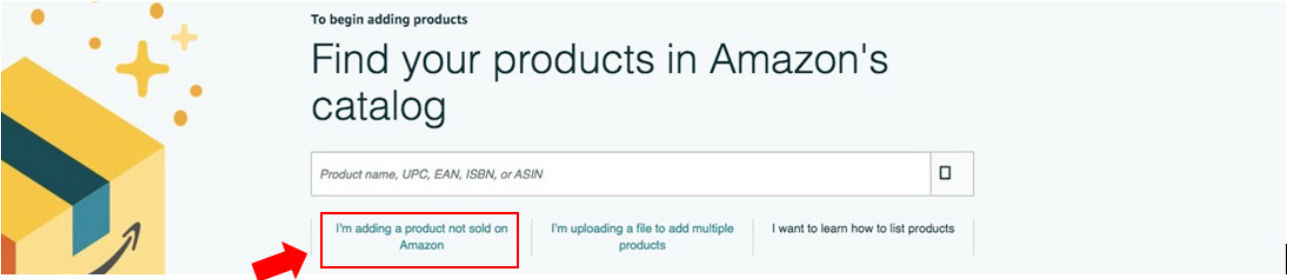 To begin adding products
Find your products in Amazon's
catalog
Product name, UPC, EAN, ISBN, or ASIN
I'm adding a product not sold on
Amazon
I'm uploading a file to add multiple
products
I want to learn how to list products